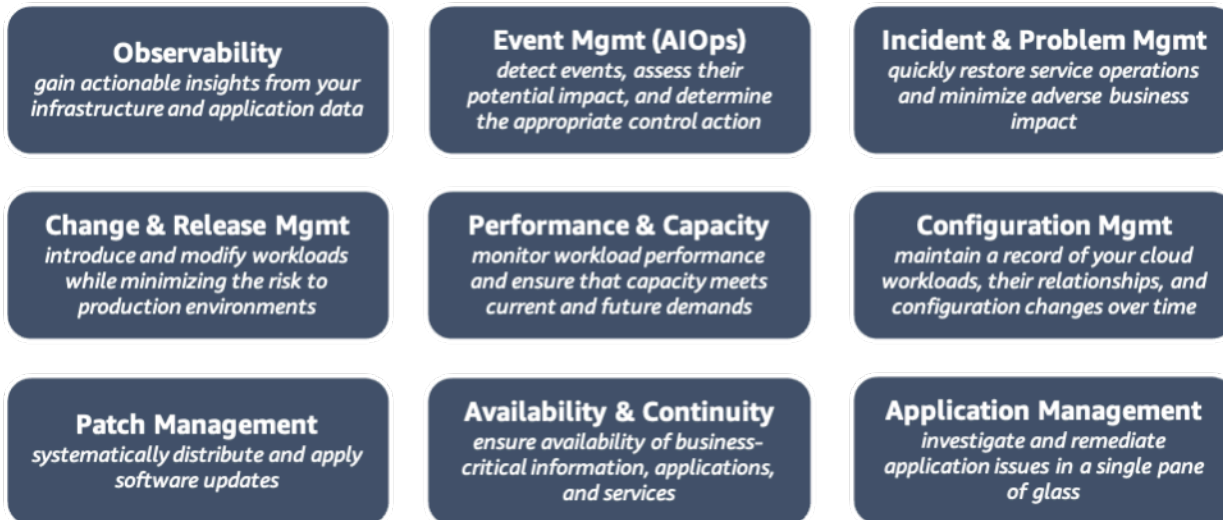 Observability
gain actionable insights from your
infrastructure and application data
Event Mgmt (AIOps)
detect events, assess their
potential impact, and determine
the appropriate control action
Incident & Problem Mgmt
quickly restore service operations
and minimize adverse business
impact
Change & Release Mgmt
introduce and modify workloads
while minimizing the risk to
production environments
Performance & Capacity
monitor workload performance
and ensure that capacity meets
current and future demands
Configuration Mgmt
maintain a record of your cloud
workloads, their relationships, and
configuration changes over time
Patch Management
systematically distribute and apply
software updates
Availability & Continuity
ensure availability of business-
critical information, applications,
and services
Application Management
investigate and remediate
application issues in a single pane
of glass